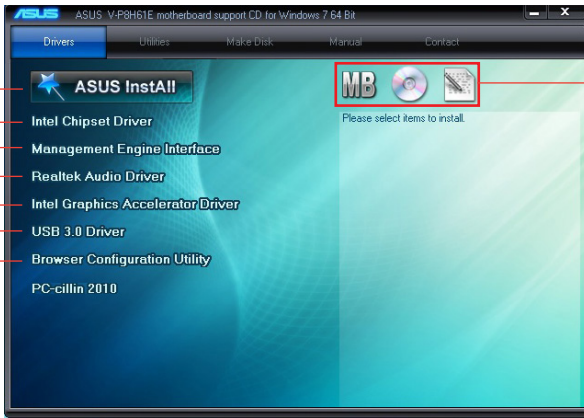 ASUS ASUS V-P8H61E motherboard support CD for Windows 7 64 Bit
Drivers Utilities Make Disk Manual Contact
ASUS InstAll
MB
Intel Chipset Driver
Please select items to install.
Management Engine Interface
Realtek Audio Driver
Intel Graphics Accelerator Driver
USB 3.0 Driver
Browser Configuration Utility
PC-cillin 2010